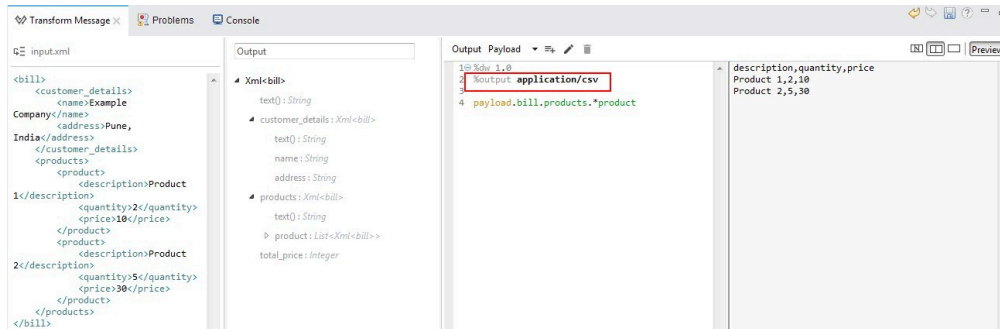 Transform Message
Problems
Console
input.xml
<bill>
<customer_details>
<name>Example
Company</name>
<address>Pune,
India</address>
</customer_details>
<products>
<product>
<description>Product
1</description>
<quantity>2</quantity>
<price>10</price>
</product>
<product>
<description>Product
2</description>
<quantity>5</quantity>
<price>30</price>
</product>
</products>
</bill>
Output
Xml<bill>
text() : String
customer_details : Xml<bill>
text() : String
name : String
address : String
products : Xml<bill>
text() : String
product : List<Xml<bill>>
total_price : Integer
Output Payload
Preview
1 %dw 1.0
2 %output application/csv
3
4 payload.bill.products.*product
description,quantity,price
Product 1,2,10
Product 2,5,30